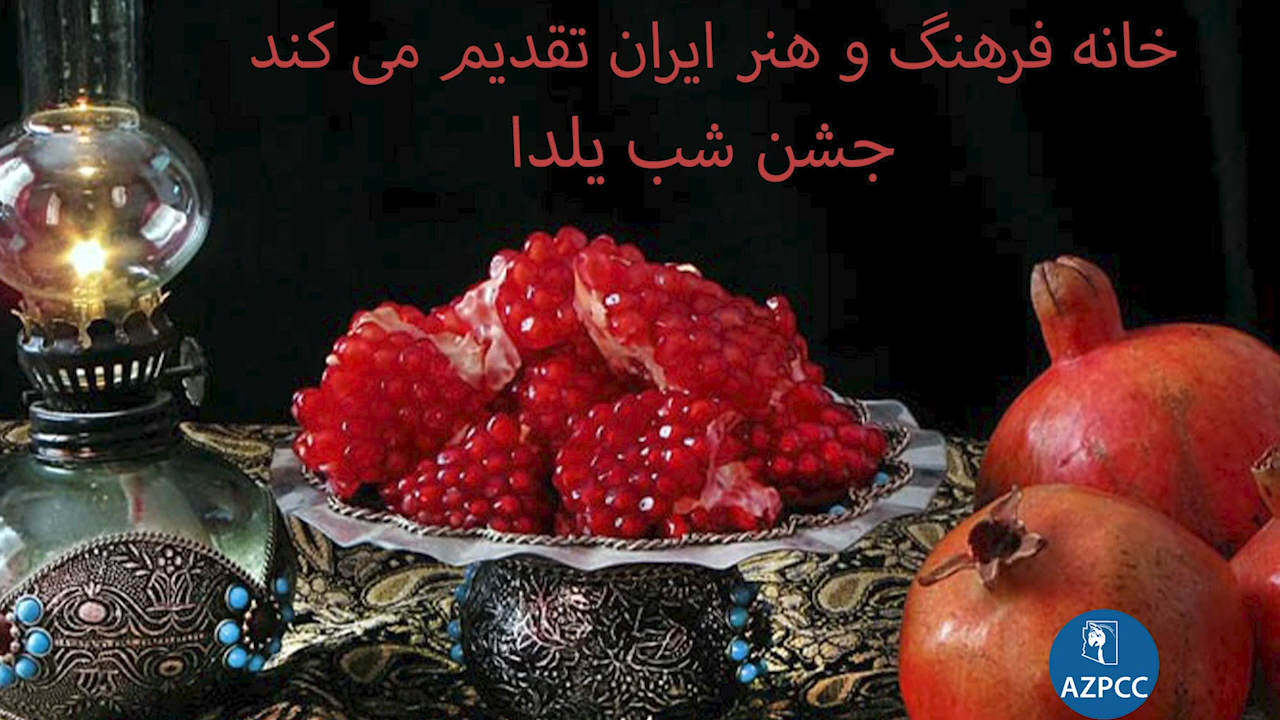 خانه فرهنگ و هنر ایران تقدیم می کند
جشن شب یلدا
AZPCC